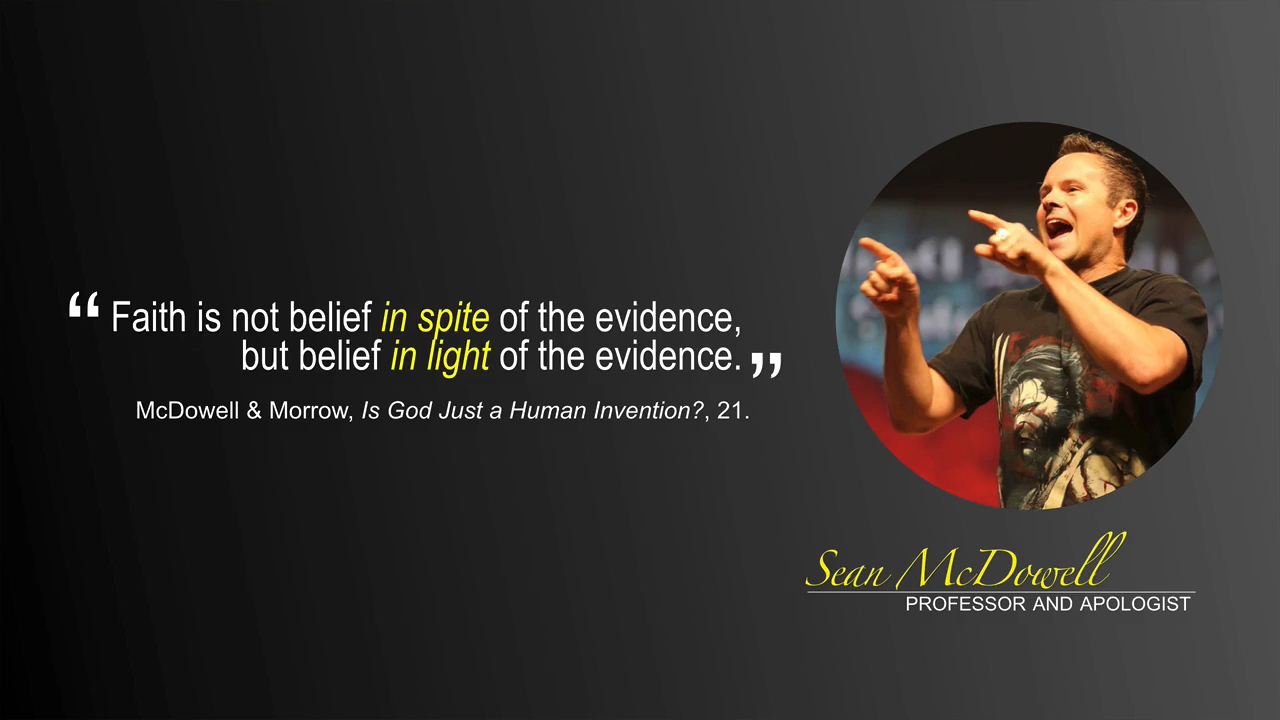 “ Faith is not belief in spite of the evidence,
but belief in light of the evidence. ”
McDowell & Morrow, Is God Just a Human Invention?, 21.
Sean McDowell
PROFESSOR AND APOLOGIST